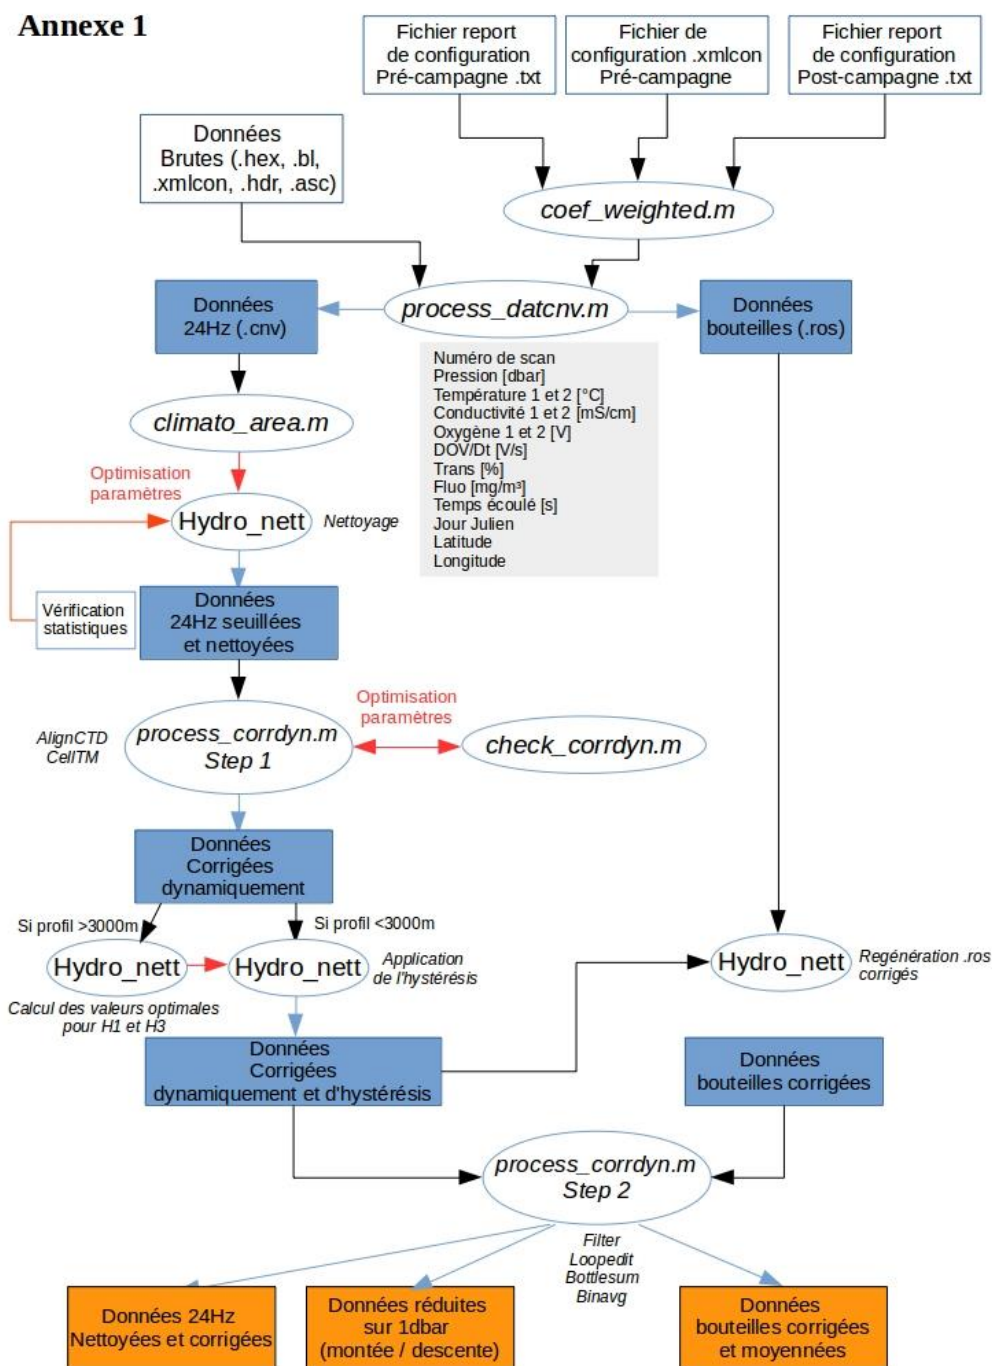 Annexe 1
Fichier report
de configuration
Pré-campagne .txt
Fichier de
configuration .xmlcon
Pré-campagne
Fichier report
de configuration
Post-campagne .txt
Données
Brutes (.hex, .bl,
.xmlcon, .hdr, .asc)
coef_weighted.m
Données
24Hz (.cnv)
process_datcnv.m
Données
bouteilles (.ros)
Numéro de scan
Pression [dbar]
Température 1 et 2 [°C]
Conductivité 1 et 2 [mS/cm]
Oxygène 1 et 2 [V]
DOV/Dt [V/s]
Trans [%]
Fluo [mg/m³]
Temps écoulé [s]
Jour Julien
Latitude
Longitude
climato_area.m
Optimisation
paramètres
Hydro_nett
Nettoyage
Vérification
statistiques
Données
24Hz seuillées
et nettoyées
AlignCTD
CellTM
process_corrdyn.m
Step 1
Optimisation
paramètres
check_corrdyn.m
Données
Corrigées
dynamiquement
Si profil >3000m
Si profil <3000m
Hydro_nett
Calcul des valeurs optimales
pour H1 et H3
Hydro_nett
Application
de l'hystérésis
Hydro_nett
Regénération .ros
corrigés
Données
Corrigées
dynamiquement et d'hystérésis
Données
bouteilles corrigées
process_corrdyn.m
Step 2
Filter
Loopedit
Bottlesum
Binavg
Données 24Hz
Nettoyées et corrigées
Données réduites
sur 1dbar
(montée / descente)
Données
bouteilles corrigées
et moyennées